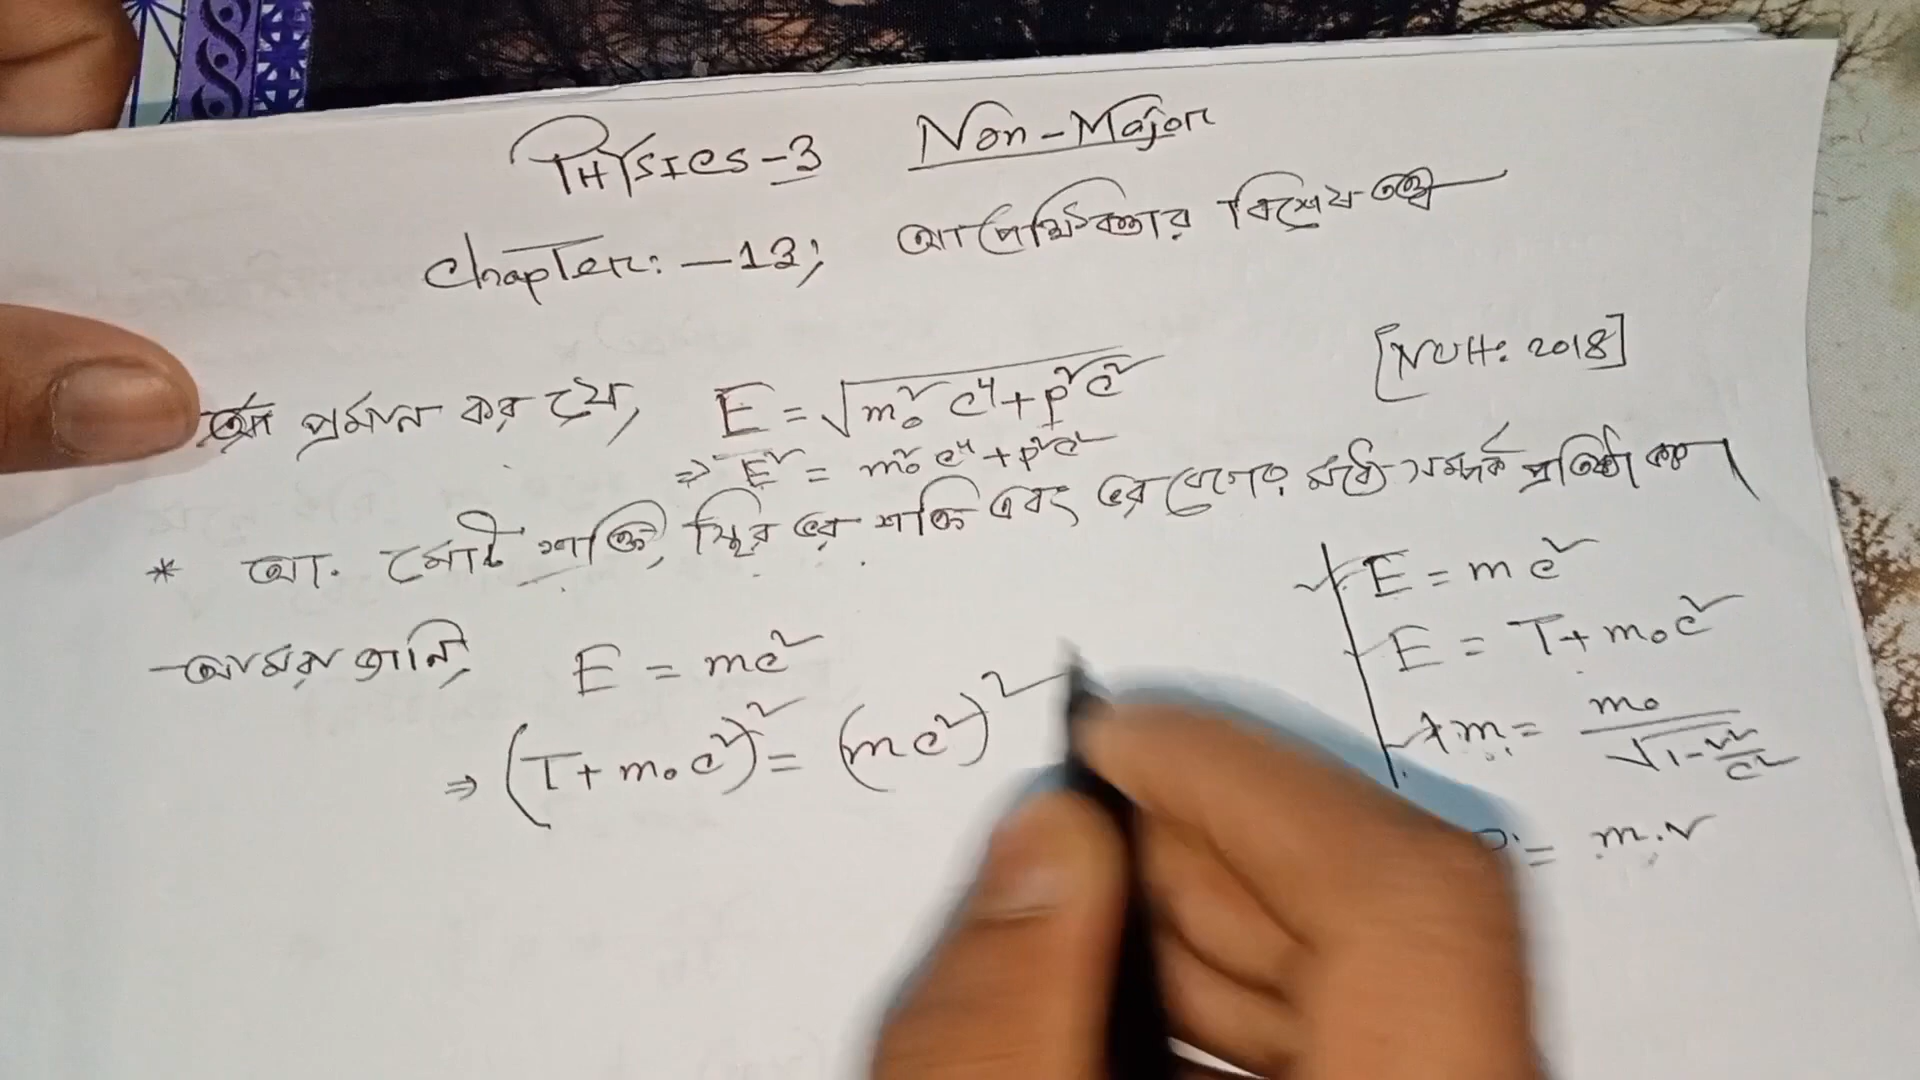 Physics-3 Non-Major
Chapter: -13; আপেক্ষিকতার বিশেষ তত্ত্ব
প্রমান কর যে, E = √m₀²c⁴+p²c² [NUH: 2018]
⇒ E² = m₀²c⁴+p²c²
* আ. মোট শক্তি, স্থির ভর শক্তি এবং ভরবেগের মধ্যে সম্পর্ক প্রতিষ্ঠা কর।
আমরা জানি, E = mc²
⇒ (T+m₀c²)² = (mc²)²
E = mc²
E = T+m₀c²
m = m₀/√1-v²/c²
= m.v